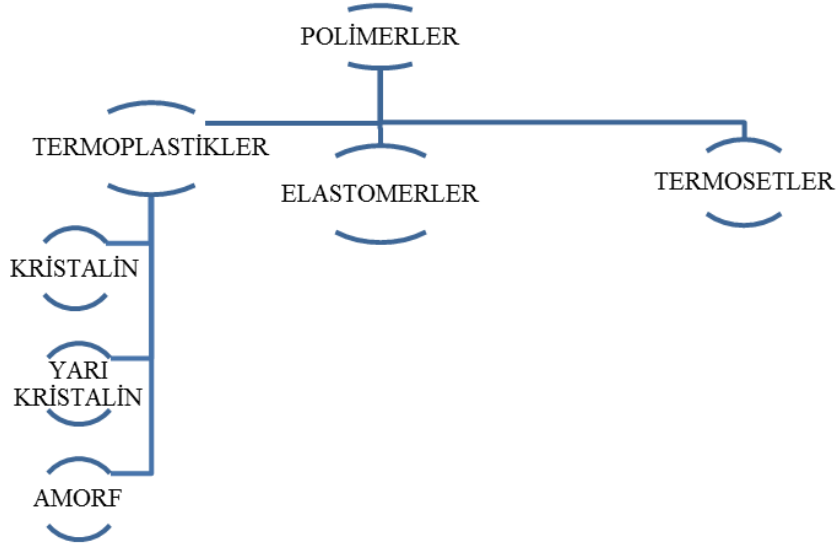 POLİMERLER
TERMOPLASTİKLER
ELASTOMERLER
TERMOSETLER
KRİSTALİN
YARI
KRİSTALİN
AMORF